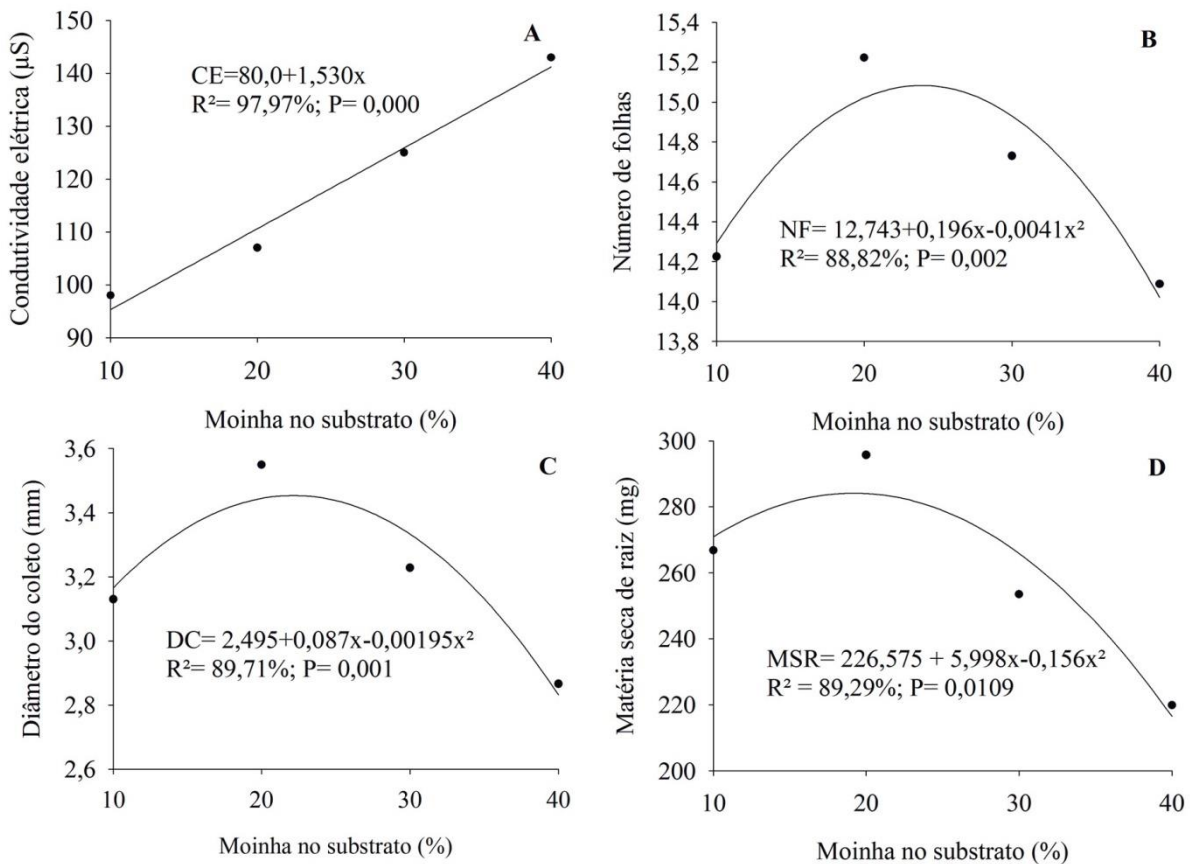 A
Condutividade elétrica (µS)
150
140
130
120
110
100
90
CE=80,0+1,530x
R²= 97,97%; P= 0,000
10 20 30 40
Moinha no substrato (%)
B
Número de folhas
15,4
15,2
15,0
14,8
14,6
14,4
14,2
14,0
13,8
NF= 12,743+0,196x-0,0041x²
R²= 88,82%; P= 0,002
10 20 30 40
Moinha no substrato (%)
C
Diâmetro do coleto (mm)
3,6
3,4
3,2
3,0
2,8
2,6
DC= 2,495+0,087x-0,00195x²
R²= 89,71%; P= 0,001
10 20 30 40
Moinha no substrato (%)
D
Matéria seca de raiz (mg)
300
280
260
240
220
200
MSR= 226,575 + 5,998x-0,156x²
R² = 89,29%; P= 0,0109
10 20 30 40
Moinha no substrato (%)